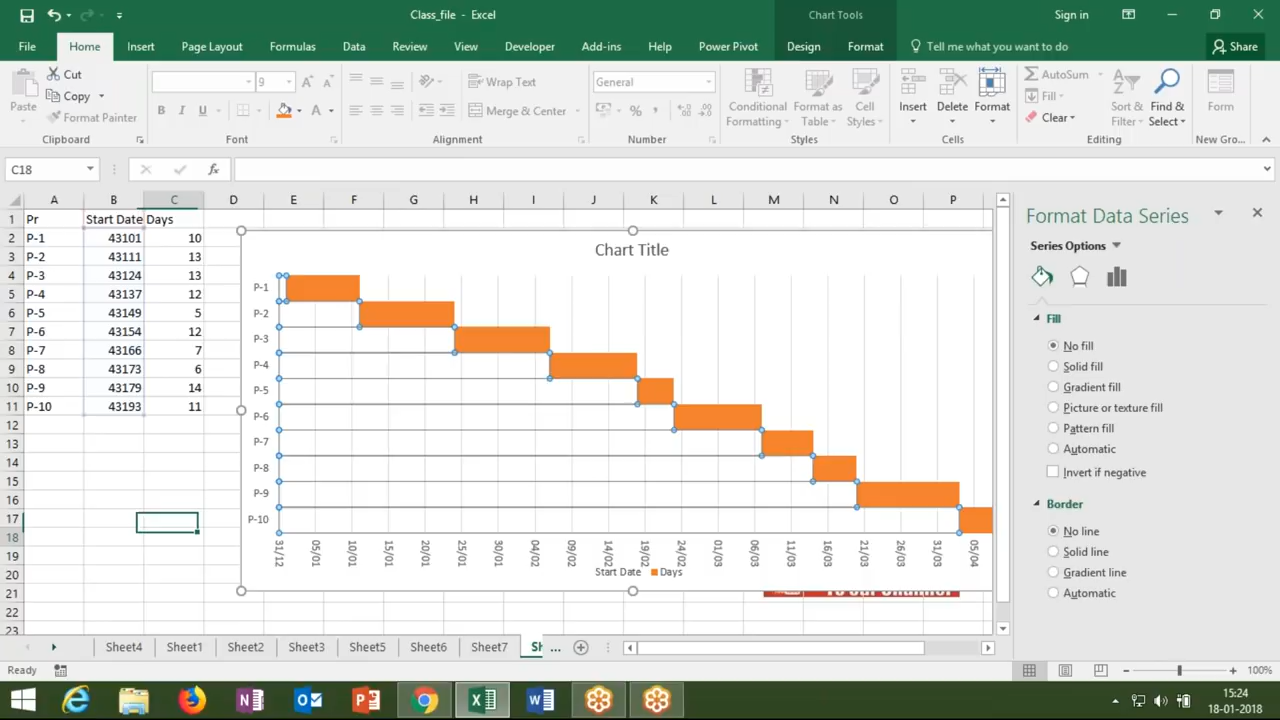 Class_file - Excel
Chart Tools
Sign in
File
Home
Insert
Page Layout
Formulas
Data
Review
View
Developer
Add-ins
Help
Power Pivot
Design
Format
Tell me what you want to do
Share
Paste
Cut
Copy
Format Painter
Clipboard
9
B I U
A
Font
Wrap Text
Merge & Center
Alignment
General
%
Number
Conditional Formatting
Format as Table
Cell Styles
Styles
Insert
Delete
Format
Cells
AutoSum
Fill
Clear
Sort & Filter
Find & Select
Editing
Form
New Gro...
C18
fx
A B C D E F G H I J K L M N O P
1 Pr Start Date Days
2 P-1 43101 10
3 P-2 43111 13
4 P-3 43124 13
5 P-4 43137 12
6 P-5 43149 5
7 P-6 43154 12
8 P-7 43166 7
9 P-8 43173 6
10 P-9 43179 14
11 P-10 43193 11
12
13
14
15
16
17
18
19
20
21
22
23
Chart Title
P-1
P-2
P-3
P-4
P-5
P-6
P-7
P-8
P-9
P-10
31/12 05/01 10/01 15/01 20/01 25/01 30/01 04/02 09/02 14/02 19/02 24/02 01/03 06/03 11/03 16/03 21/03 26/03 31/03 05/04
Start Date Days
To our Channel
Format Data Series
Series Options
Fill
No fill
Solid fill
Gradient fill
Picture or texture fill
Pattern fill
Automatic
Invert if negative
Border
No line
Solid line
Gradient line
Automatic
Sheet4 Sheet1 Sheet2 Sheet3 Sheet5 Sheet6 Sheet7 Sh ...
Ready
100%
15:24
18-01-2018